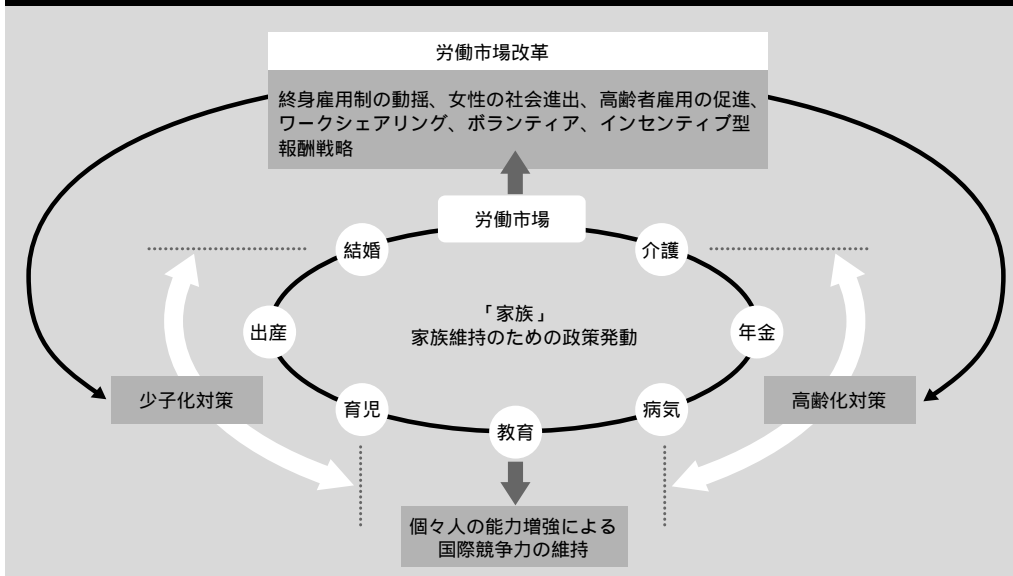 労働市場改革
終身雇用制の動揺、女性の社会進出、高齢者雇用の促進、
ワークシェアリング、ボランティア、インセンティブ型
報酬戦略
労働市場
結婚
介護
「家族」
家族維持のための政策発動
出産
年金
少子化対策
高齢化対策
育児
病気
教育
個々人の能力増強による
国際競争力の維持